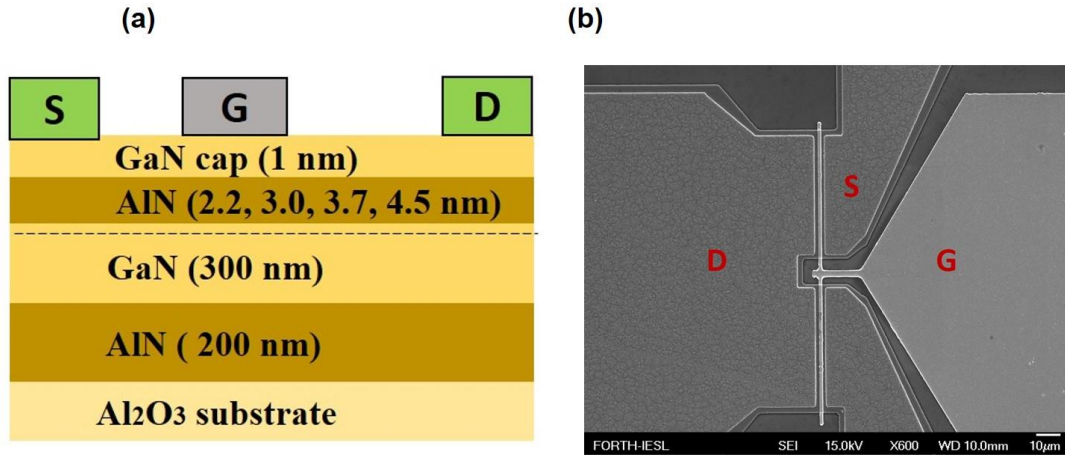 (a)
S
G
D
GaN cap (1 nm)
AlN (2.2, 3.0, 3.7, 4.5 nm)
GaN (300 nm)
AlN ( 200 nm)
Al2O3 substrate
(b)
S
D
G
FORTH-IESL SEI 15.0kV X600 WD 10.0mm 10μm